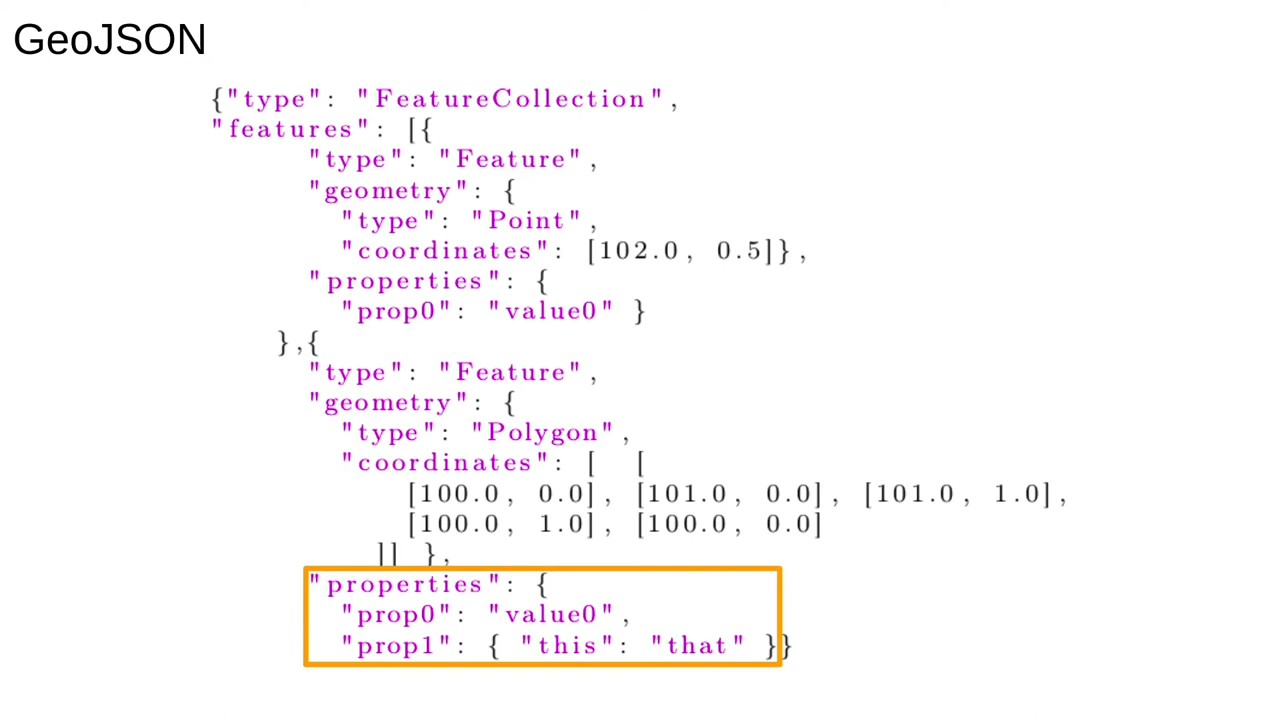 GeoJSON
{"type": "FeatureCollection",
"features": [{
"type": "Feature",
"geometry": {
"type": "Point",
"coordinates": [102.0, 0.5]},
"properties": {
"prop0": "value0" }
},{
"type": "Feature",
"geometry": {
"type": "Polygon",
"coordinates": [ [
[100.0, 0.0], [101.0, 0.0], [101.0, 1.0],
[100.0, 1.0], [100.0, 0.0]
]] },
"properties": {
"prop0": "value0",
"prop1": { "this": "that" }}